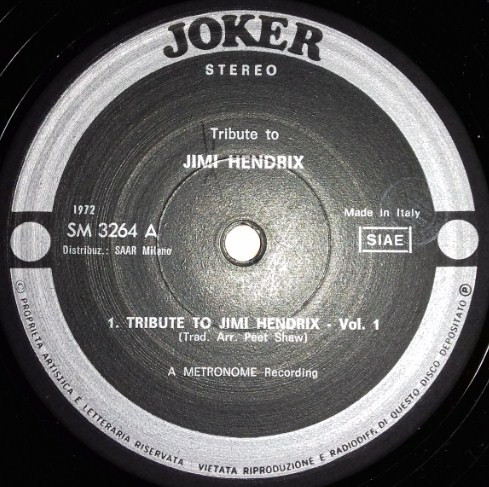 JOKER
STEREO
Tribute to
JIMI HENDRIX
1972
SM 3264 A
Distribuz.: SAAR Milano
Made in Italy
SIAE
1. TRIBUTE TO JIMI HENDRIX - Vol. 1
(Trad. Arr. Peet Shaw)
A METRONOME Recording
© PROPRIETA ARTISTICA E LETTERARIA RISERVATA VIETATA RIPRODUZIONE E RADIODIFF. DI QUESTO DISCO DEPOSITATO ℗